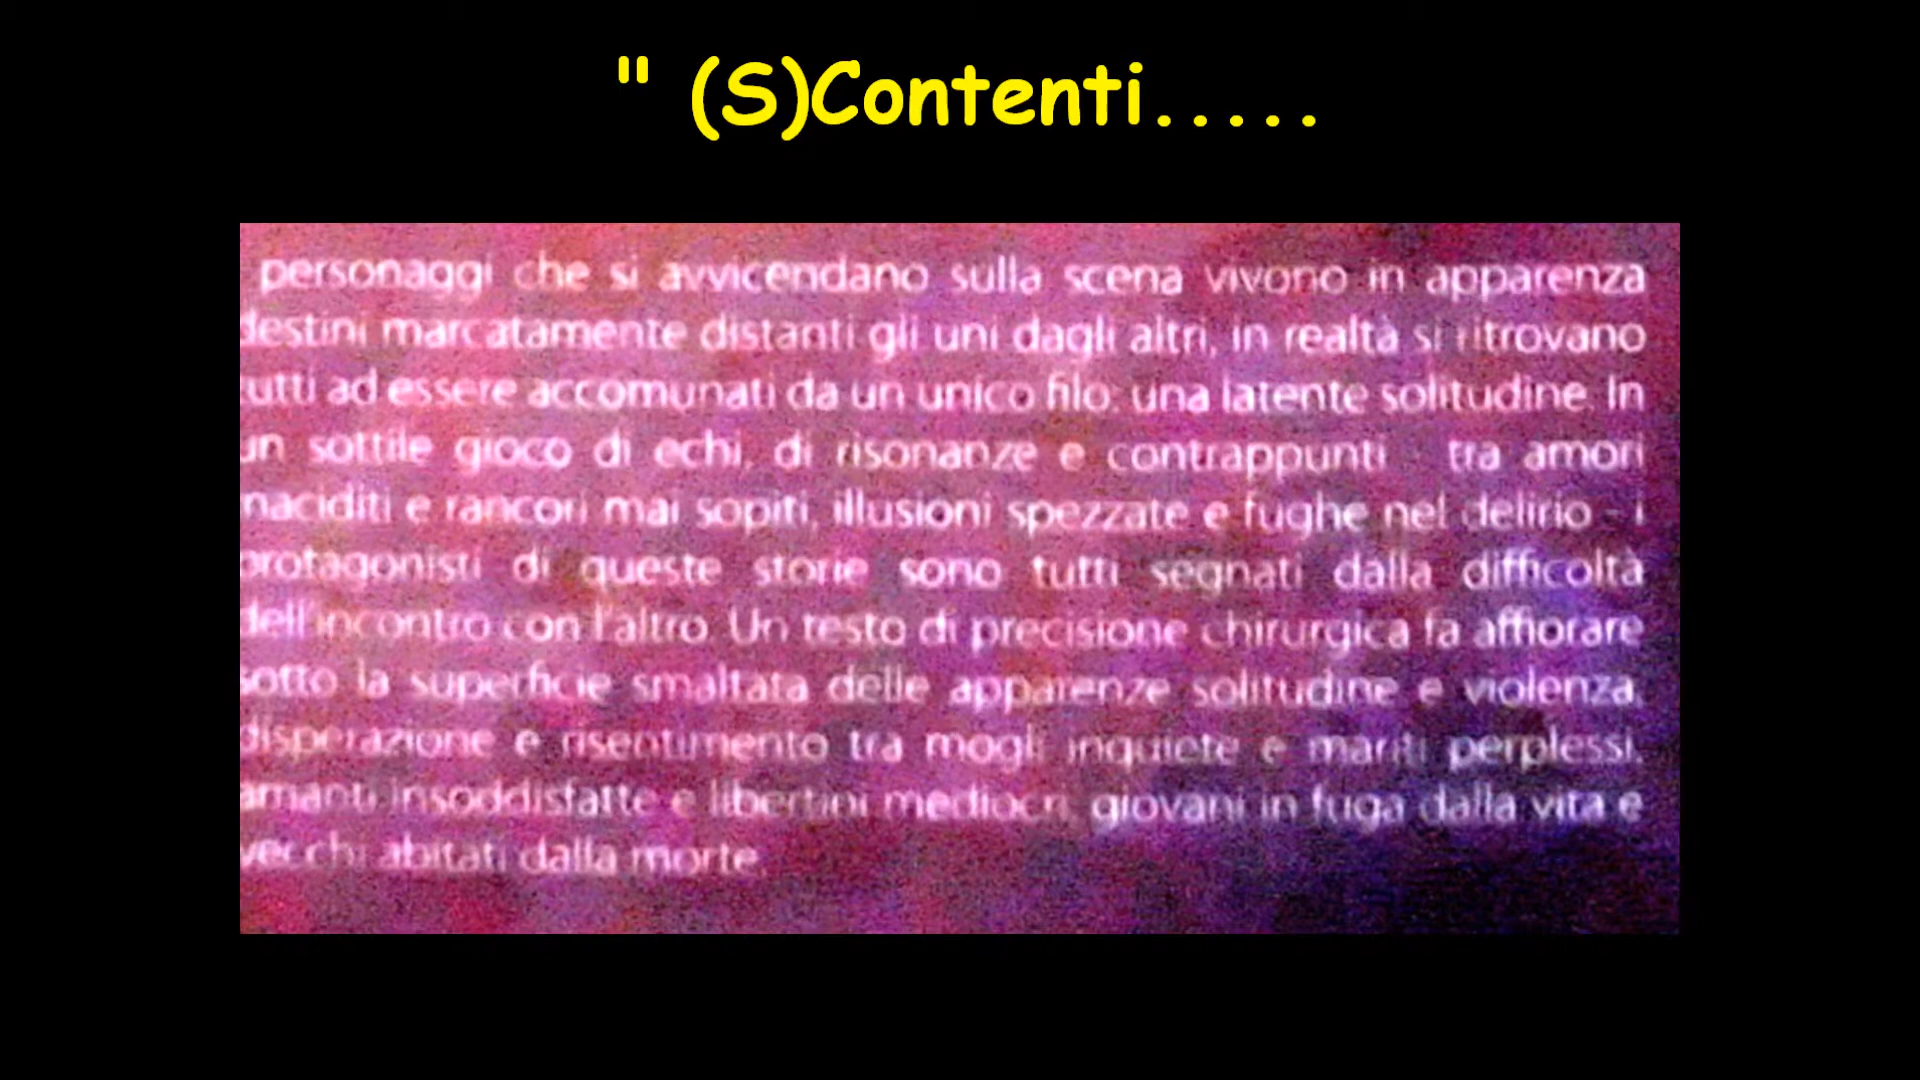 " (S)Contenti.....
personaggi che si avvicendano sulla scena vivono in apparenza
destini marcatamente distanti gli uni dagli altri, in realtà si ritrovano
tutti ad essere accomunati da un unico filo: una latente solitudine. In
un sottile gioco di echi, di risonanze e contrappunti - tra amori
naciditi e rancori mai sopiti, illusioni spezzate e fughe nel delirio - i
protagonisti di queste storie sono tutti segnati dalla difficoltà
dell'incontro con l'altro. Un testo di precisione chirurgica fa affiorare
sotto la superficie smaltata delle apparenze solitudine e violenza,
disperazione e risentimento tra mogli inquiete e mariti perplessi,
amanti insoddisfatte e libertini mediocri, giovani in fuga dalla vita e
vecchi abitati dalla morte.